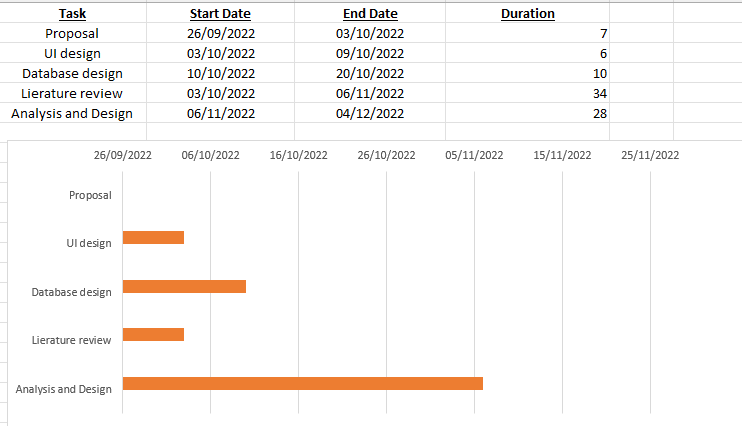 Task Start Date End Date Duration
Proposal 26/09/2022 03/10/2022 7
UI design 03/10/2022 09/10/2022 6
Database design 10/10/2022 20/10/2022 10
Lierature review 03/10/2022 06/11/2022 34
Analysis and Design 06/11/2022 04/12/2022 28
26/09/2022 06/10/2022 16/10/2022 26/10/2022 05/11/2022 15/11/2022 25/11/2022
Proposal
UI design
Database design
Lierature review
Analysis and Design